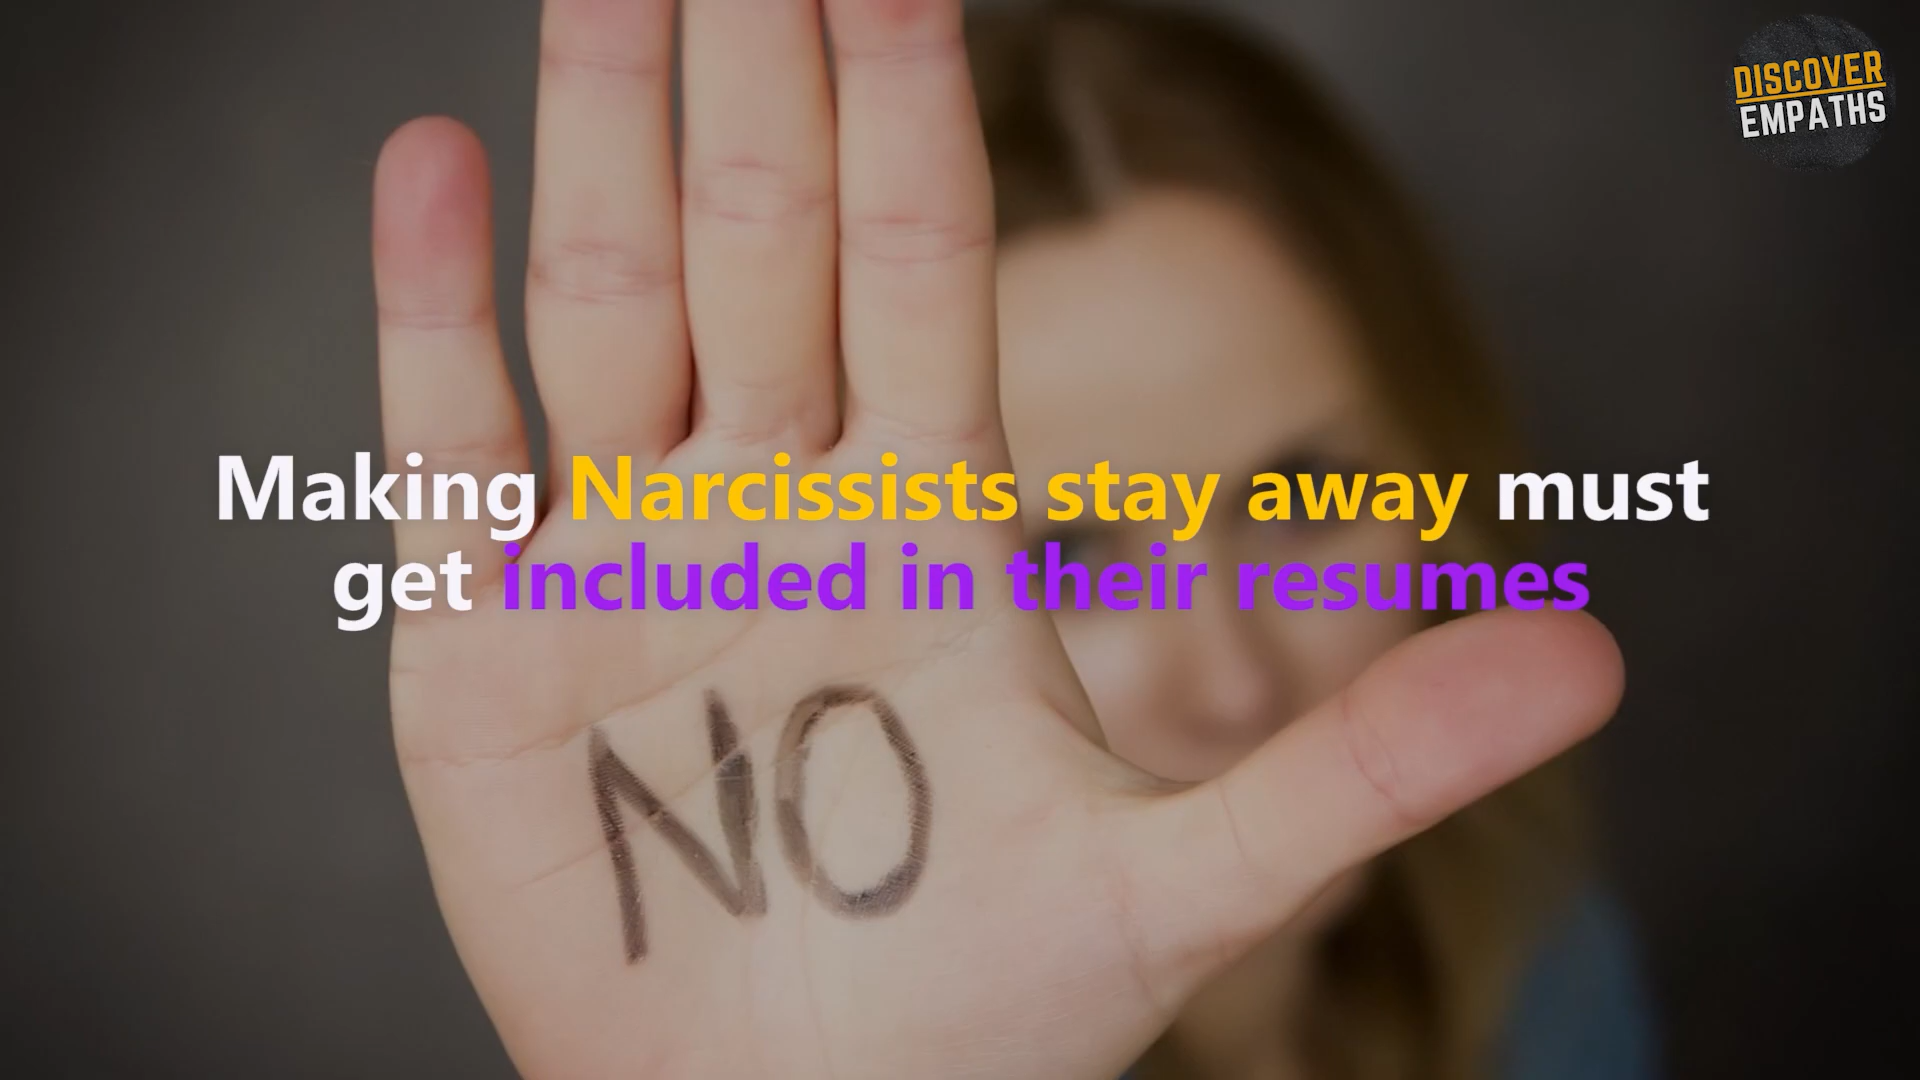 DISCOVER
EMPATHS
Making Narcissists stay away must
get included in their resumes
NO